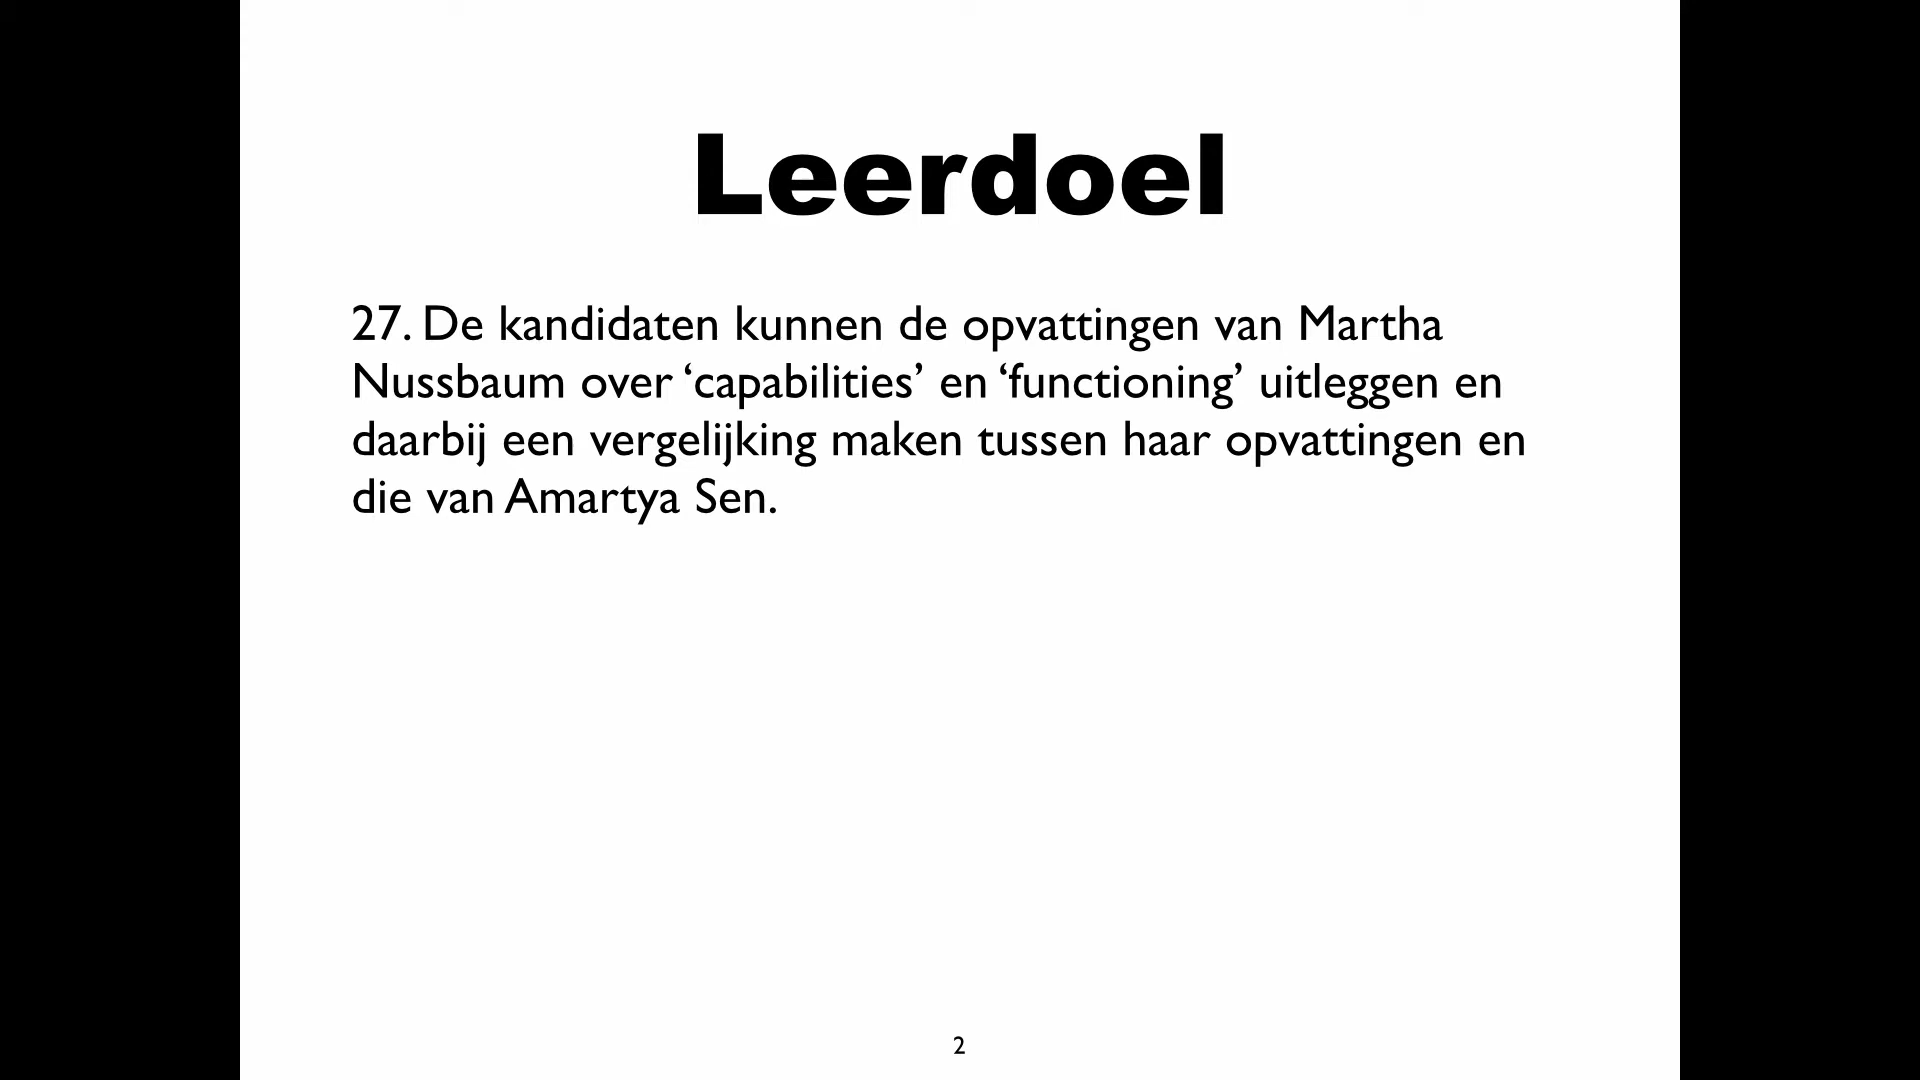 Leerdoel
27. De kandidaten kunnen de opvattingen van Martha
Nussbaum over ‘capabilities’ en ‘functioning’ uitleggen en
daarbij een vergelijking maken tussen haar opvattingen en
die van Amartya Sen.
2